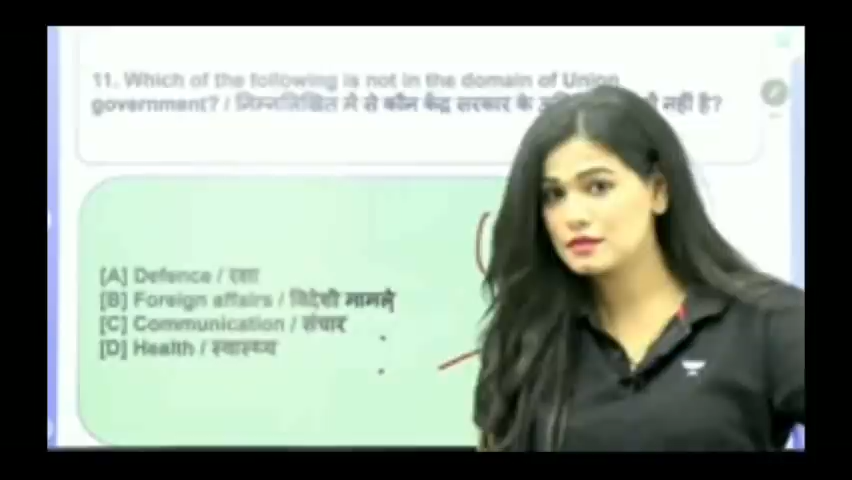 11. Which of the following is not in the domain of Union
government? / निम्नलिखित में से कौन केंद्र सरकार के नहीं है?
[A] Defence / रक्षा
[B] Foreign affairs / विदेशी मामले
[C] Communication / संचार
[D] Health / स्वास्थ्य